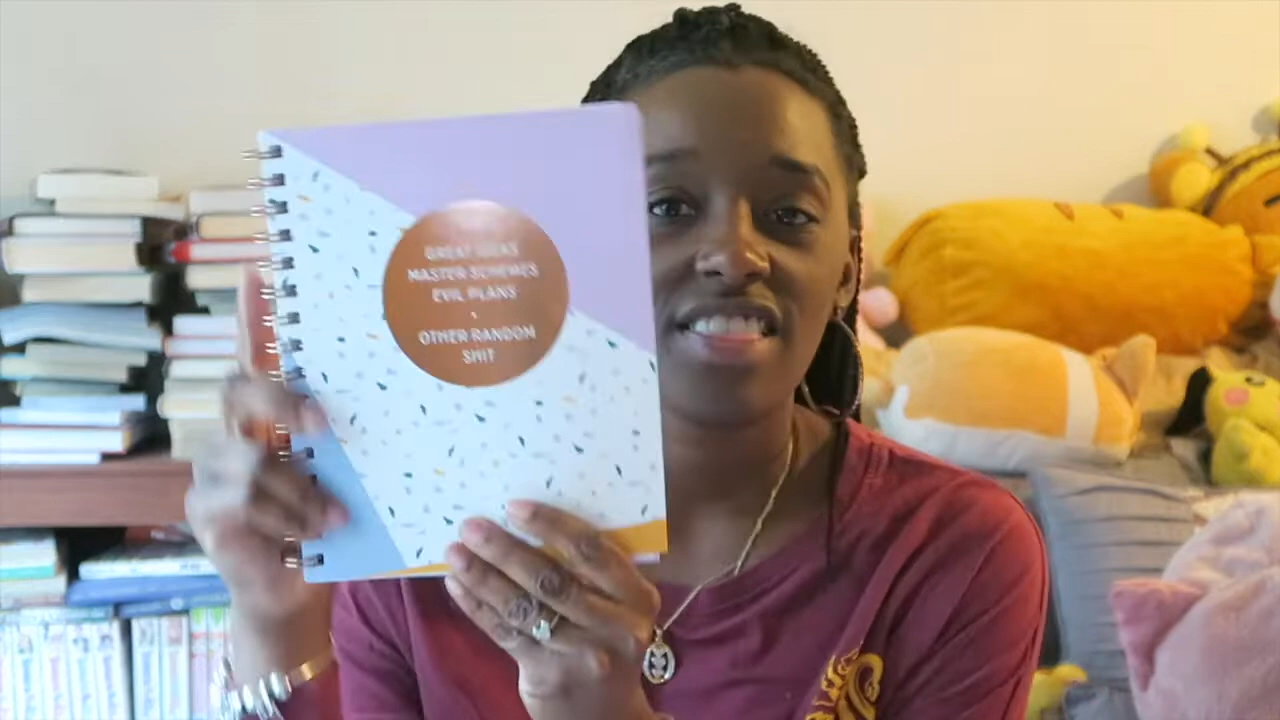 GREAT IDEAS
MASTER SCHEMES
EVIL PLANS
OTHER RANDOM
SHIT